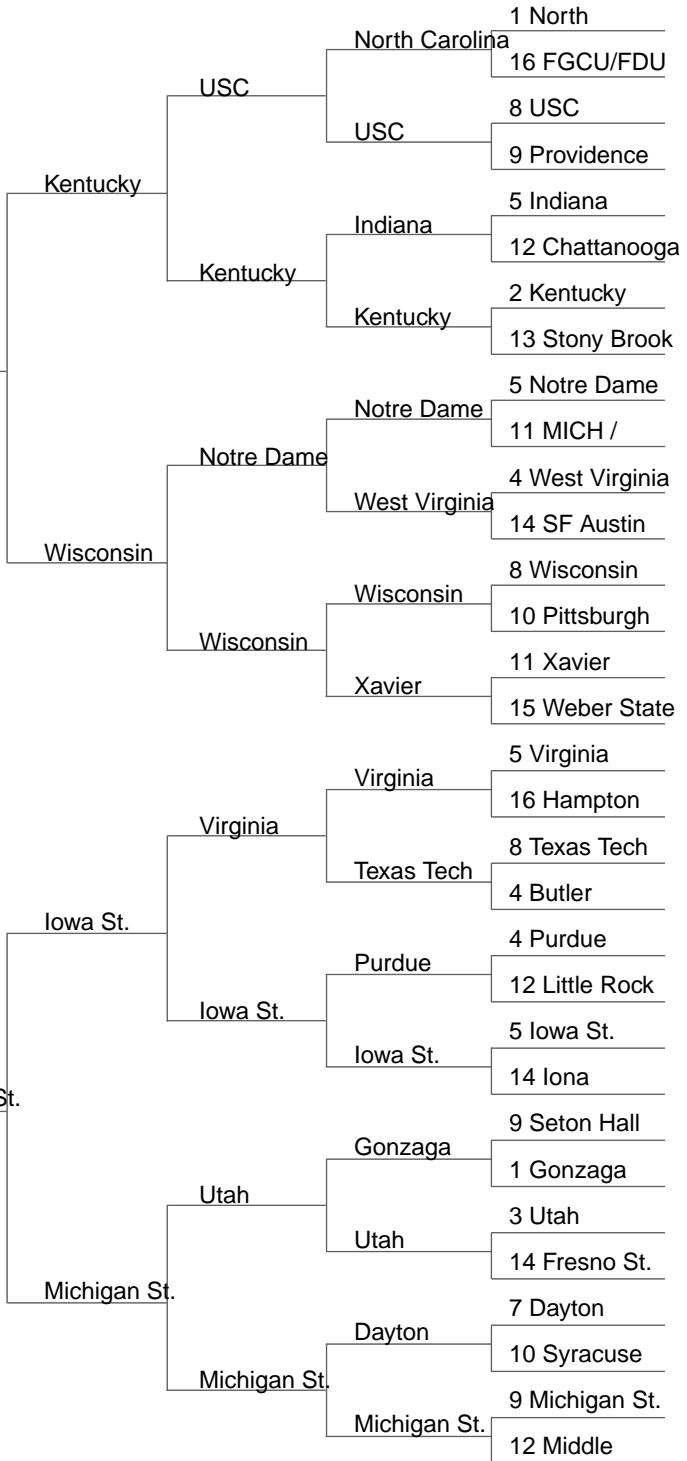 1 North
North Carolina
16 FGCU/FDU
USC
8 USC
USC
9 Providence
Kentucky
5 Indiana
Indiana
12 Chattanooga
Kentucky
2 Kentucky
Kentucky
13 Stony Brook
5 Notre Dame
Notre Dame
11 MICH /
Notre Dame
4 West Virginia
West Virginia
14 SF Austin
Wisconsin
8 Wisconsin
Wisconsin
10 Pittsburgh
Wisconsin
11 Xavier
Xavier
15 Weber State
5 Virginia
Virginia
16 Hampton
Virginia
8 Texas Tech
Texas Tech
4 Butler
Iowa St.
4 Purdue
Purdue
12 Little Rock
Iowa St.
5 Iowa St.
Iowa St.
14 Iona
St.
9 Seton Hall
Gonzaga
1 Gonzaga
Utah
3 Utah
Utah
14 Fresno St.
Michigan St.
7 Dayton
Dayton
10 Syracuse
Michigan St.
9 Michigan St.
Michigan St.
12 Middle